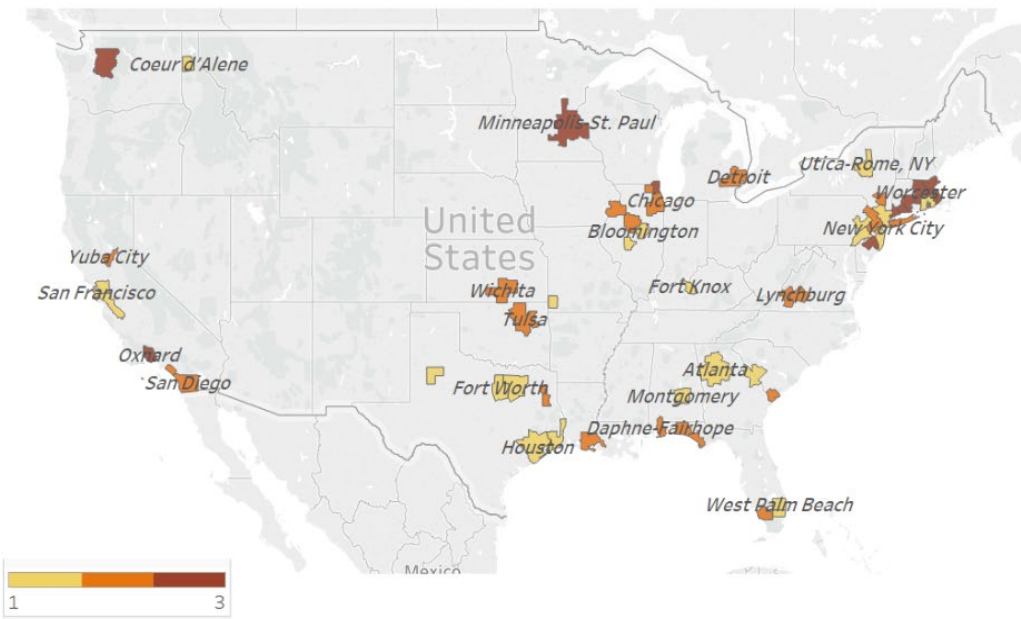 Coeur d'Alene
Minneapolis-St. Paul
Utica-Rome, NY
Detroit
Worcester
Chicago
United
States
New York City
Bloomington
Yuba City
San Francisco
Wichita
Fort Knox
Lynchburg
Tulsa
Oxnard
San Diego
Atlanta
Fort Worth
Montgomery
Daphne-Fairhope
Houston
West Palm Beach
Mexico
1 3